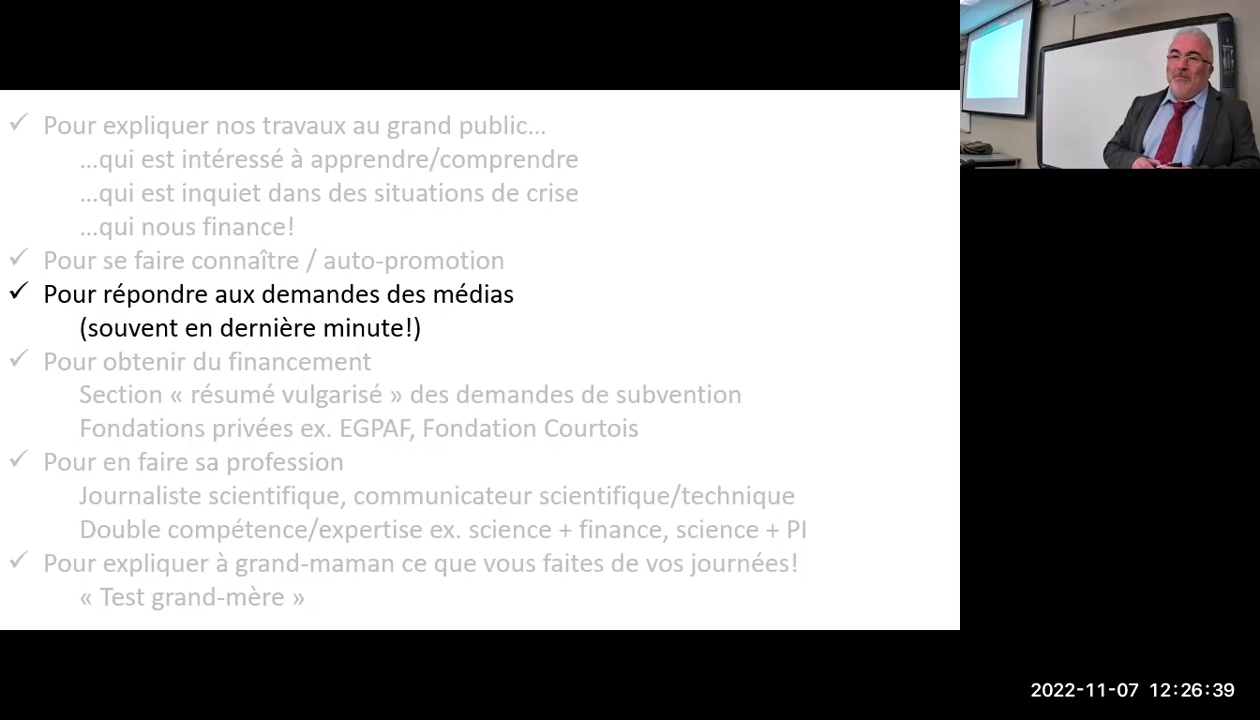 ✓ Pour expliquer nos travaux au grand public…
…qui est intéressé à apprendre/comprendre
…qui est inquiet dans des situations de crise
…qui nous finance!
✓ Pour se faire connaître / auto-promotion
✓ Pour répondre aux demandes des médias
(souvent en dernière minute!)
✓ Pour obtenir du financement
Section « résumé vulgarisé » des demandes de subvention
Fondations privées ex. EGPAF, Fondation Courtois
✓ Pour en faire sa profession
Journaliste scientifique, communicateur scientifique/technique
Double compétence/expertise ex. science + finance, science + PI
✓ Pour expliquer à grand-maman ce que vous faites de vos journées!
« Test grand-mère »
2022-11-07 12:26:39